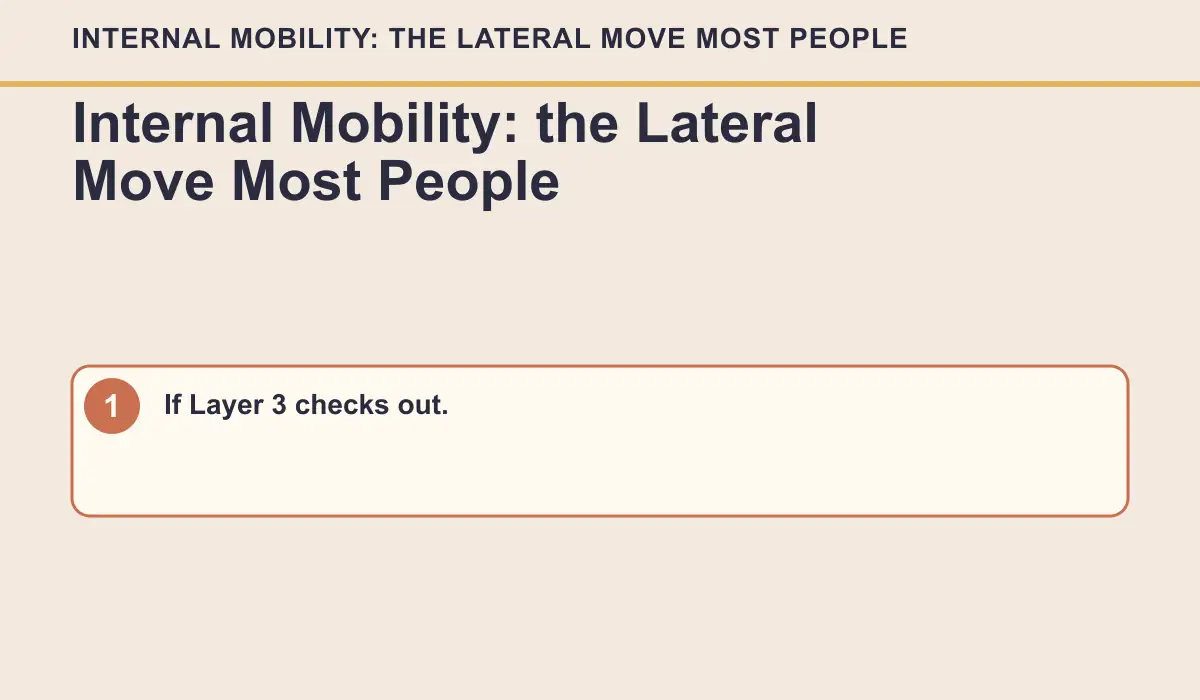 INTERNAL MOBILITY: THE LATERAL MOVE MOST PEOPLE
Internal Mobility: the Lateral
Move Most People
1 If Layer 3 checks out.